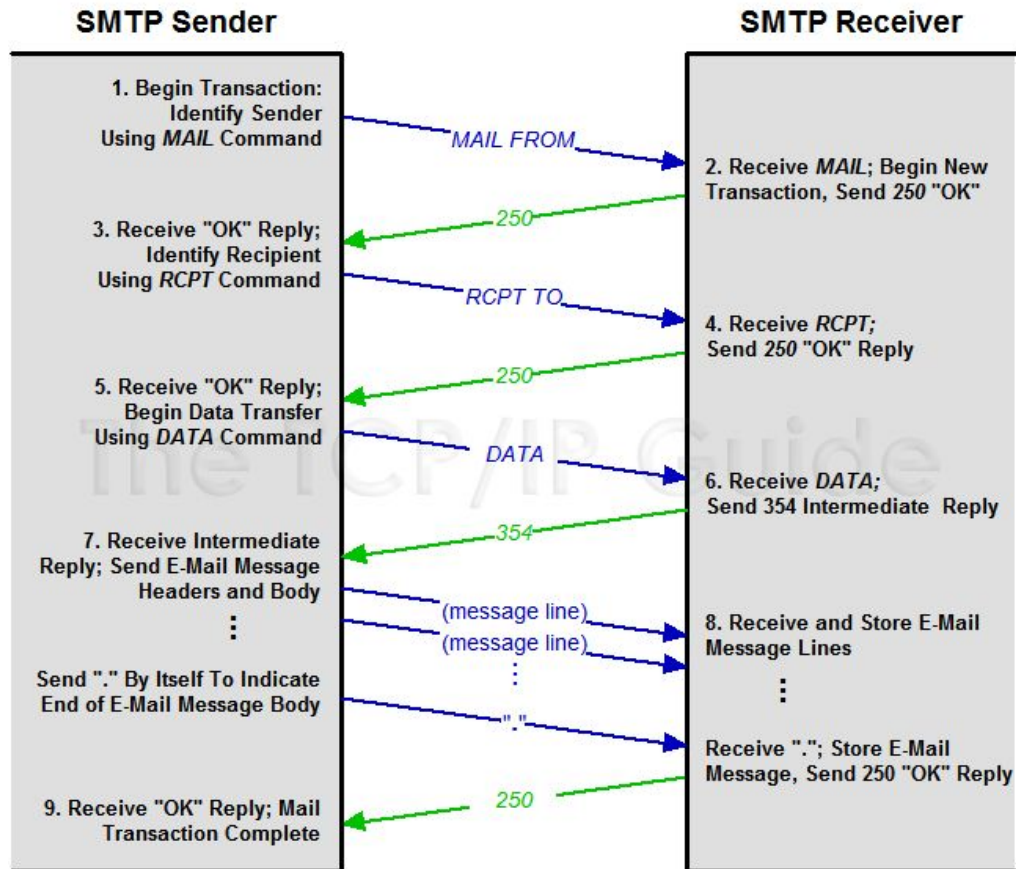 SMTP Sender
SMTP Receiver
1. Begin Transaction:
Identify Sender
Using MAIL Command
MAIL FROM
2. Receive MAIL; Begin New
Transaction, Send 250 "OK"
250
3. Receive "OK" Reply;
Identify Recipient
Using RCPT Command
RCPT TO
4. Receive RCPT;
Send 250 "OK" Reply
250
5. Receive "OK" Reply;
Begin Data Transfer
Using DATA Command
The TCP/IP Guide
DATA
6. Receive DATA;
Send 354 Intermediate Reply
354
7. Receive Intermediate
Reply; Send E-Mail Message
Headers and Body
⋮
(message line)
(message line)
⋮
8. Receive and Store E-Mail
Message Lines
⋮
Send "." By Itself To Indicate
End of E-Mail Message Body
"."
Receive "."; Store E-Mail
Message, Send 250 "OK" Reply
250
9. Receive "OK" Reply; Mail
Transaction Complete